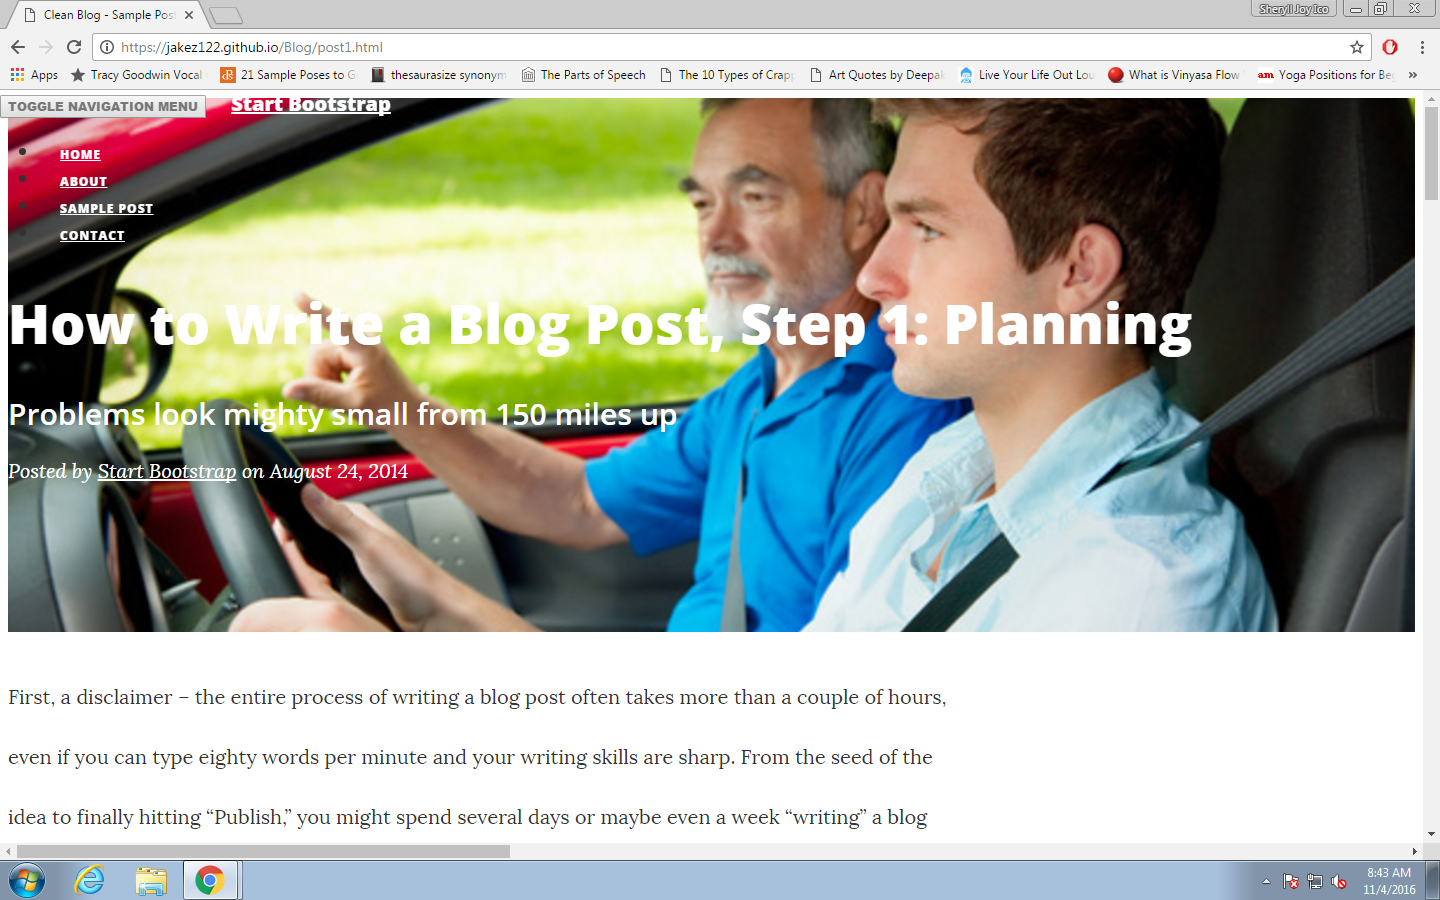 Clean Blog - Sample Pos
Sheryll Joy Ico
https://jakez122.github.io/Blog/post1.html
Apps
Tracy Goodwin Vocal
21 Sample Poses to G
thesaurasize synonym
The Parts of Speech
The 10 Types of Crapp
Art Quotes by Deepak
Live Your Life Out Lou
What is Vinyasa Flow
am Yoga Positions for Be
»
TOGGLE NAVIGATION MENU
Start Bootstrap
HOME
ABOUT
SAMPLE POST
CONTACT
How to Write a Blog Post, Step 1: Planning
Problems look mighty small from 150 miles up
Posted by Start Bootstrap on August 24, 2014
First, a disclaimer – the entire process of writing a blog post often takes more than a couple of hours,
even if you can type eighty words per minute and your writing skills are sharp. From the seed of the
idea to finally hitting “Publish,” you might spend several days or maybe even a week “writing” a blog
8:43 AM
11/4/2016